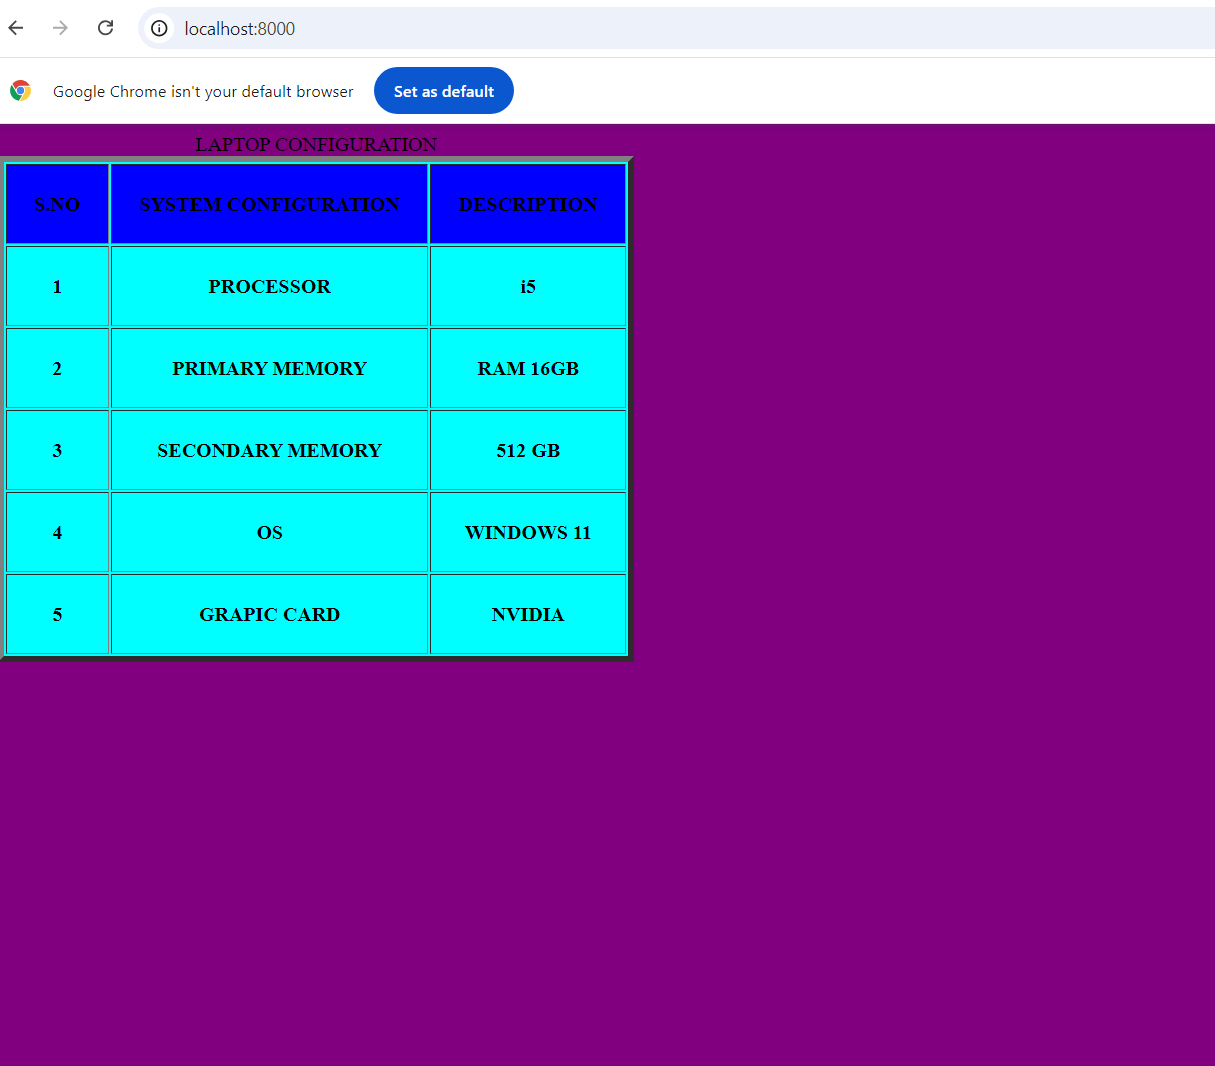 localhost:8000
Google Chrome isn't your default browser Set as default
LAPTOP CONFIGURATION
S.NO SYSTEM CONFIGURATION DESCRIPTION
1 PROCESSOR i5
2 PRIMARY MEMORY RAM 16GB
3 SECONDARY MEMORY 512 GB
4 OS WINDOWS 11
5 GRAPIC CARD NVIDIA